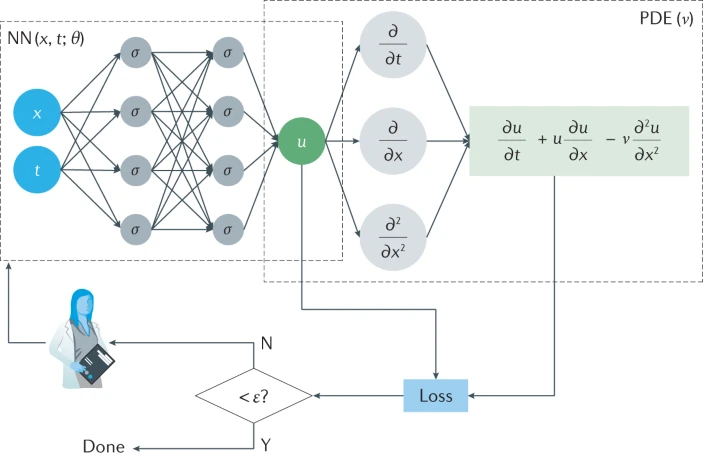 NN(x, t; θ)
PDE (ν)
x
t
σ
σ
σ
σ
σ
σ
σ
σ
u
∂/∂t
∂/∂x
∂²/∂x²
∂u/∂t + u ∂u/∂x − ν ∂²u/∂x²
N
< ε?
Loss
Y
Done